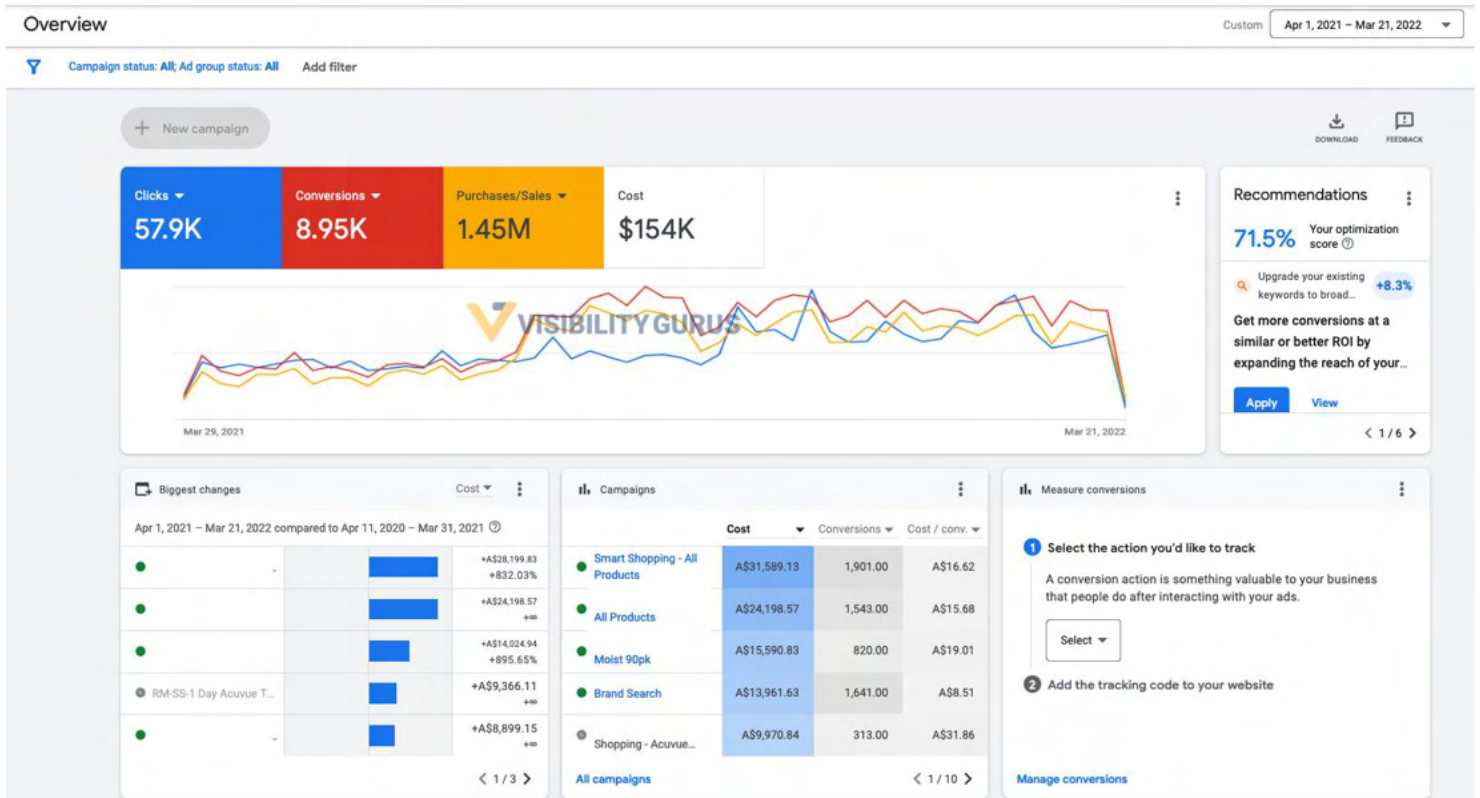 Overview
Custom
Apr 1, 2021 – Mar 21, 2022
Campaign status: All; Ad group status: All
Add filter
New campaign
DOWNLOAD
FEEDBACK
Clicks
57.9K
Conversions
8.95K
Purchases/Sales
1.45M
Cost
$154K
VISIBILITY GURUS
Mar 29, 2021
Mar 21, 2022
Recommendations
71.5%
Your optimization
score
Upgrade your existing
keywords to broad...
+8.3%
Get more conversions at a
similar or better ROI by
expanding the reach of your...
Apply
View
1 / 6
Biggest changes
Cost
Apr 1, 2021 – Mar 21, 2022 compared to Apr 11, 2020 – Mar 31, 2021
+A$28,199.83
+832.03%
+A$24,198.57
+∞
+A$14,024.94
+895.65%
RM-SS-1 Day Acuvue T...
+A$9,366.11
+∞
+A$8,899.15
+∞
1 / 3
Campaigns
Cost
Conversions
Cost / conv.
Smart Shopping - All
Products
A$31,589.13
1,901.00
A$16.62
All Products
A$24,198.57
1,543.00
A$15.68
Moist 90pk
A$15,590.83
820.00
A$19.01
Brand Search
A$13,961.63
1,641.00
A$8.51
Shopping - Acuvue...
A$9,970.84
313.00
A$31.86
All campaigns
1 / 10
Measure conversions
1 Select the action you'd like to track
A conversion action is something valuable to your business
that people do after interacting with your ads.
Select
2 Add the tracking code to your website
Manage conversions